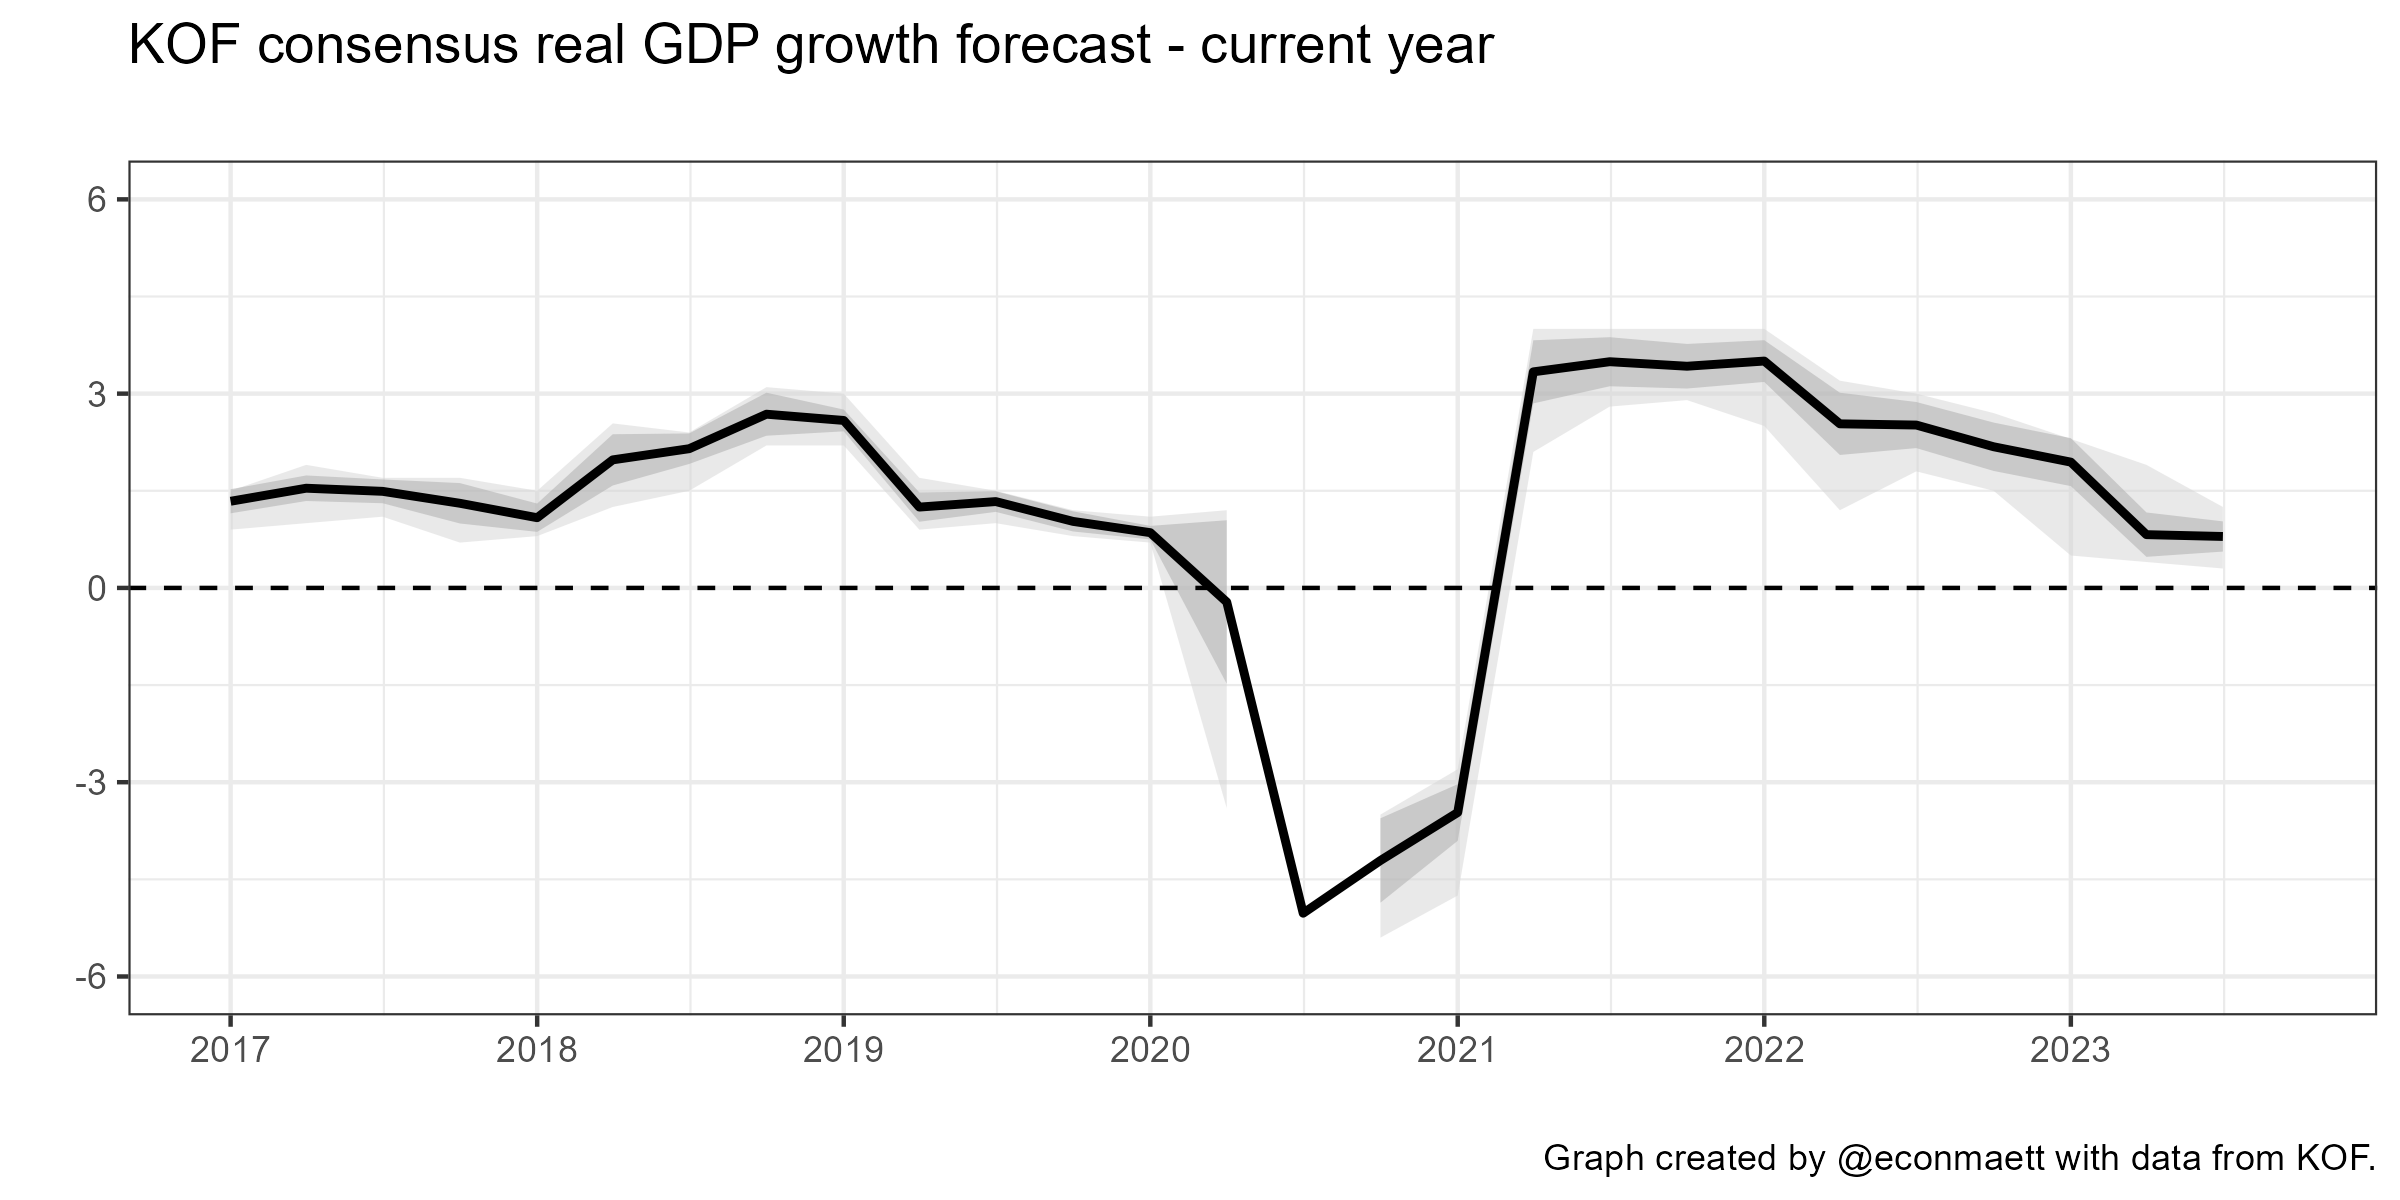 KOF consensus real GDP growth forecast - current year
6
3
0
-3
-6
2017 2018 2019 2020 2021 2022 2023
Graph created by @econmaett with data from KOF.